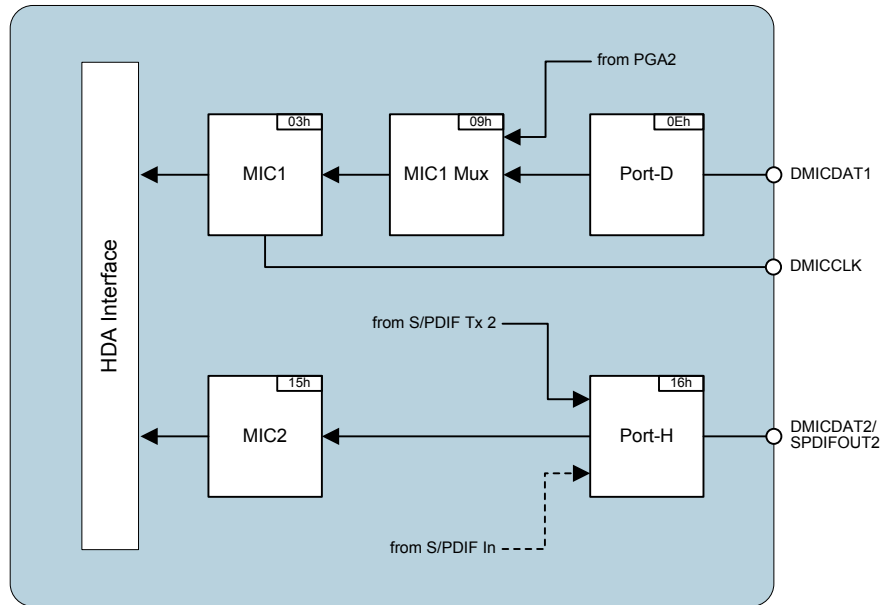 from PGA2
03h
09h
0Eh
MIC1
MIC1 Mux
Port-D
DMICDAT1
DMICCLK
HDA Interface
from S/PDIF Tx 2
15h
16h
MIC2
Port-H
DMICDAT2/
SPDIFOUT2
from S/PDIF In